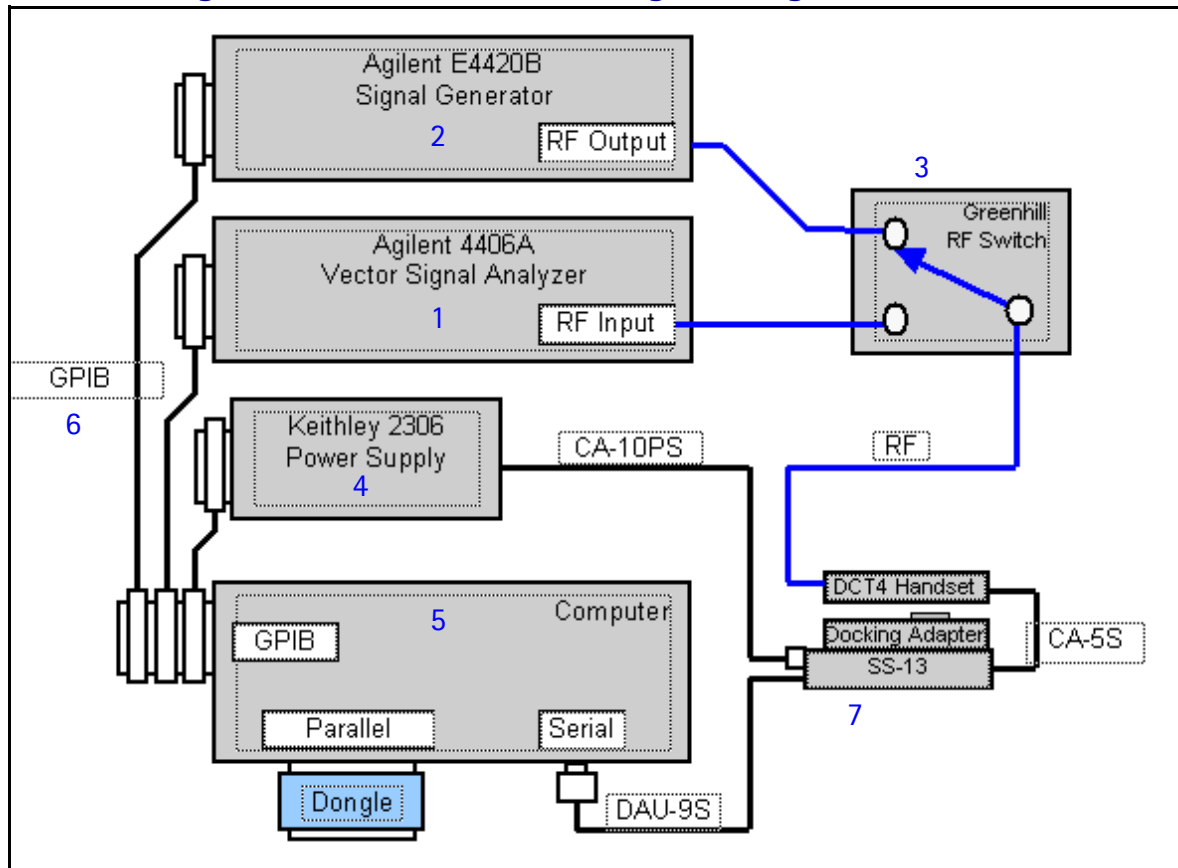 Agilent E4420B
Signal Generator
2
RF Output
3
Greenhill
RF Switch
Agilent 4406A
Vector Signal Analyzer
1
RF Input
GPIB
6
Keithley 2306
Power Supply
4
CA-10PS
RF
5
Computer
GPIB
DCT4 Handset
Docking Adapter
CA-5S
SS-13
7
Parallel
Serial
Dongle
DAU-9S